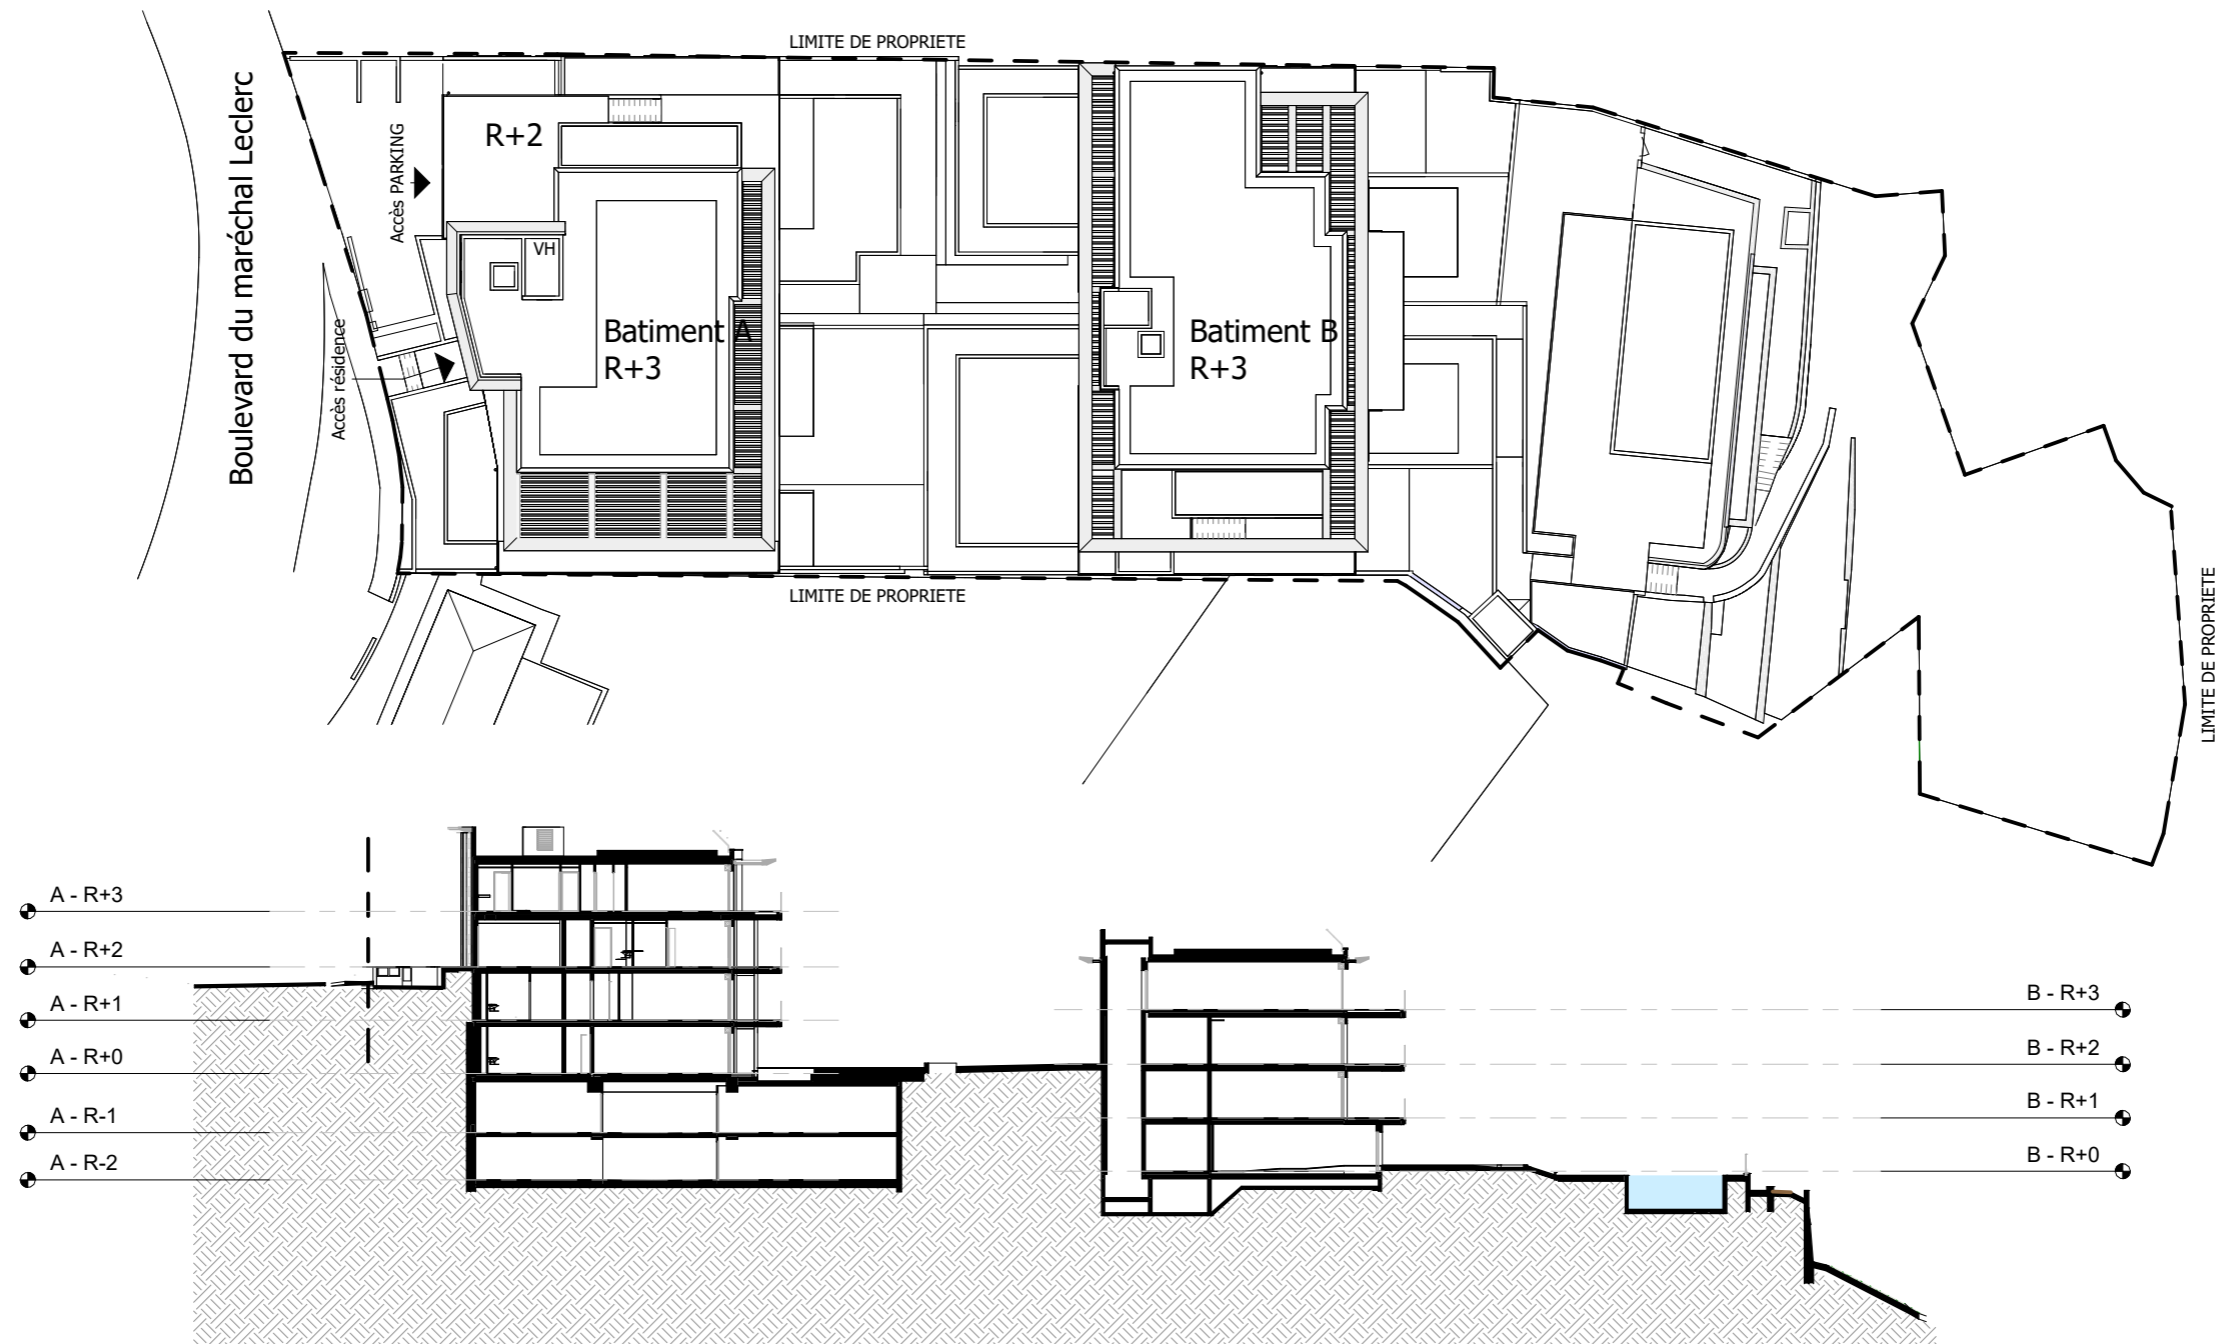 LIMITE DE PROPRIETE
Boulevard du maréchal Leclerc
Accès PARKING
R+2
VH
Accès résidence
Batiment A
R+3
Batiment B
R+3
LIMITE DE PROPRIETE
LIMITE DE PROPRIETE
A - R+3
A - R+2
A - R+1
A - R+0
A - R-1
A - R-2
B - R+3
B - R+2
B - R+1
B - R+0